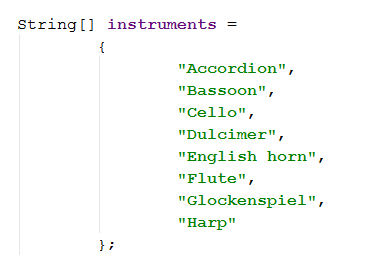 String[] instruments =
{
"Accordion",
"Bassoon",
"Cello",
"Dulcimer",
"English horn",
"Flute",
"Glockenspiel",
"Harp"
};